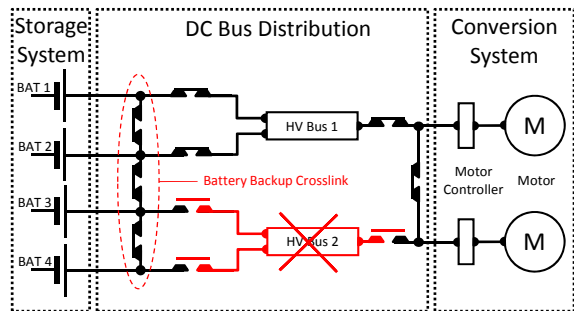 Storage
System
DC Bus Distribution
Conversion
System
BAT 1
BAT 2
BAT 3
BAT 4
HV Bus 1
Battery Backup Crosslink
HV Bus 2
M
Motor
Controller
Motor
M